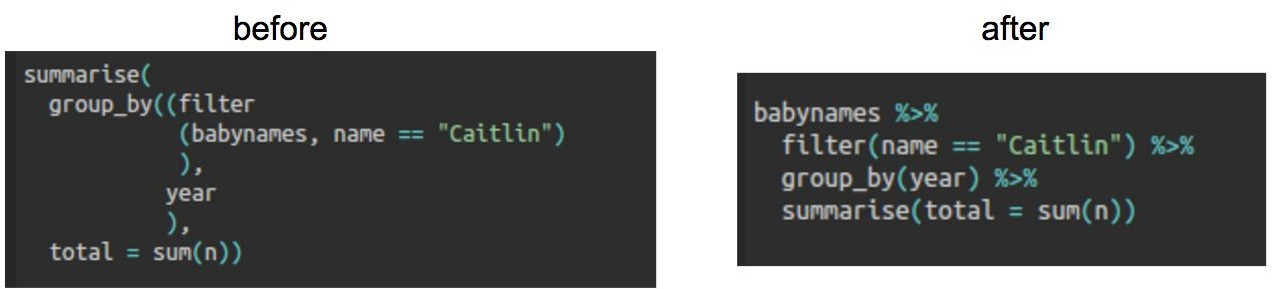 before
summarise(
group_by((filter
(babynames, name == "Caitlin")
),
year
),
total = sum(n))
after
babynames %>%
filter(name == "Caitlin") %>%
group_by(year) %>%
summarise(total = sum(n))